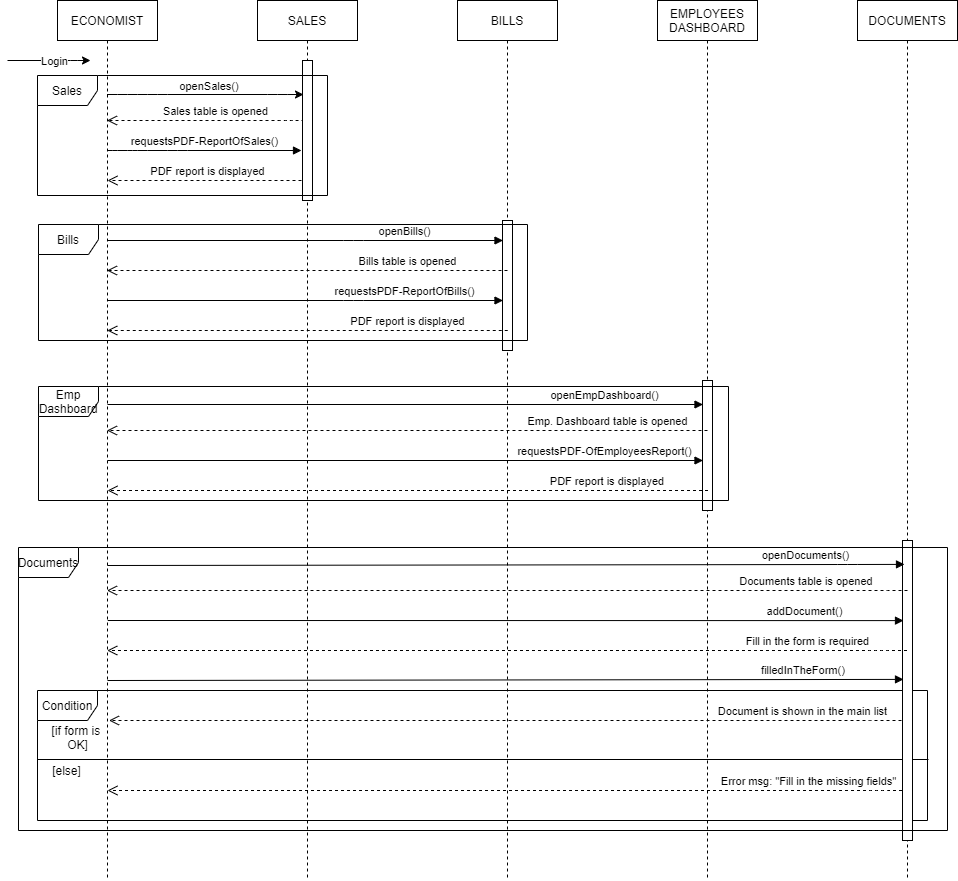 ECONOMIST
SALES
BILLS
EMPLOYEES
DASHBOARD
DOCUMENTS
Login
Sales
openSales()
Sales table is opened
requestsPDF-ReportOfSales()
PDF report is displayed
Bills
openBills()
Bills table is opened
requestsPDF-ReportOfBills()
PDF report is displayed
Emp
Dashboard
openEmpDashboard()
Emp. Dashboard table is opened
requestsPDF-OfEmployeesReport()
PDF report is displayed
Documents
openDocuments()
Documents table is opened
addDocument()
Fill in the form is required
filledInTheForm()
Condition
Document is shown in the main list
[if form is
OK]
[else]
Error msg: "Fill in the missing fields"